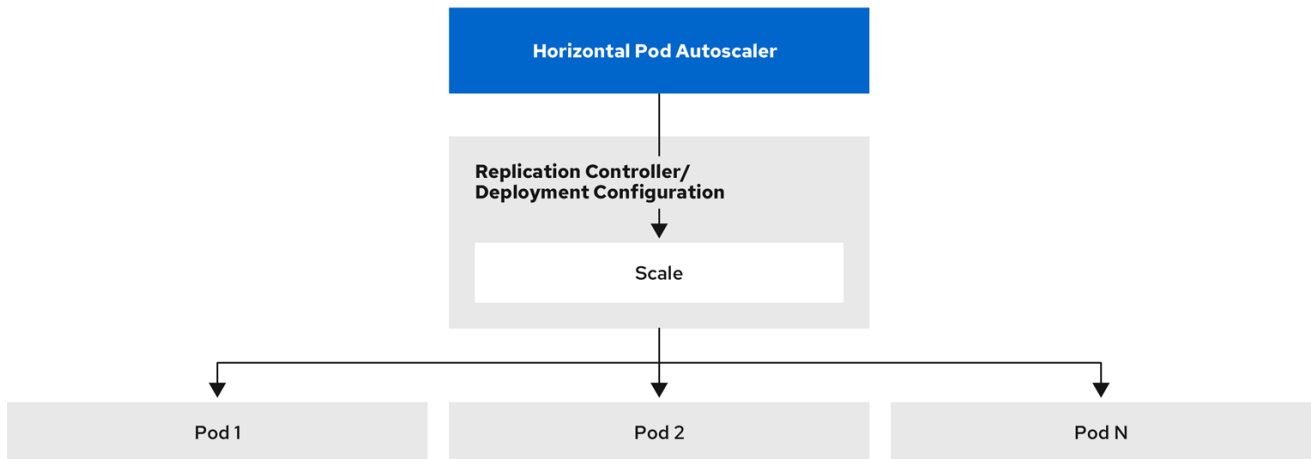 Horizontal Pod Autoscaler
Replication Controller/
Deployment Configuration
Scale
Pod 1
Pod 2
Pod N